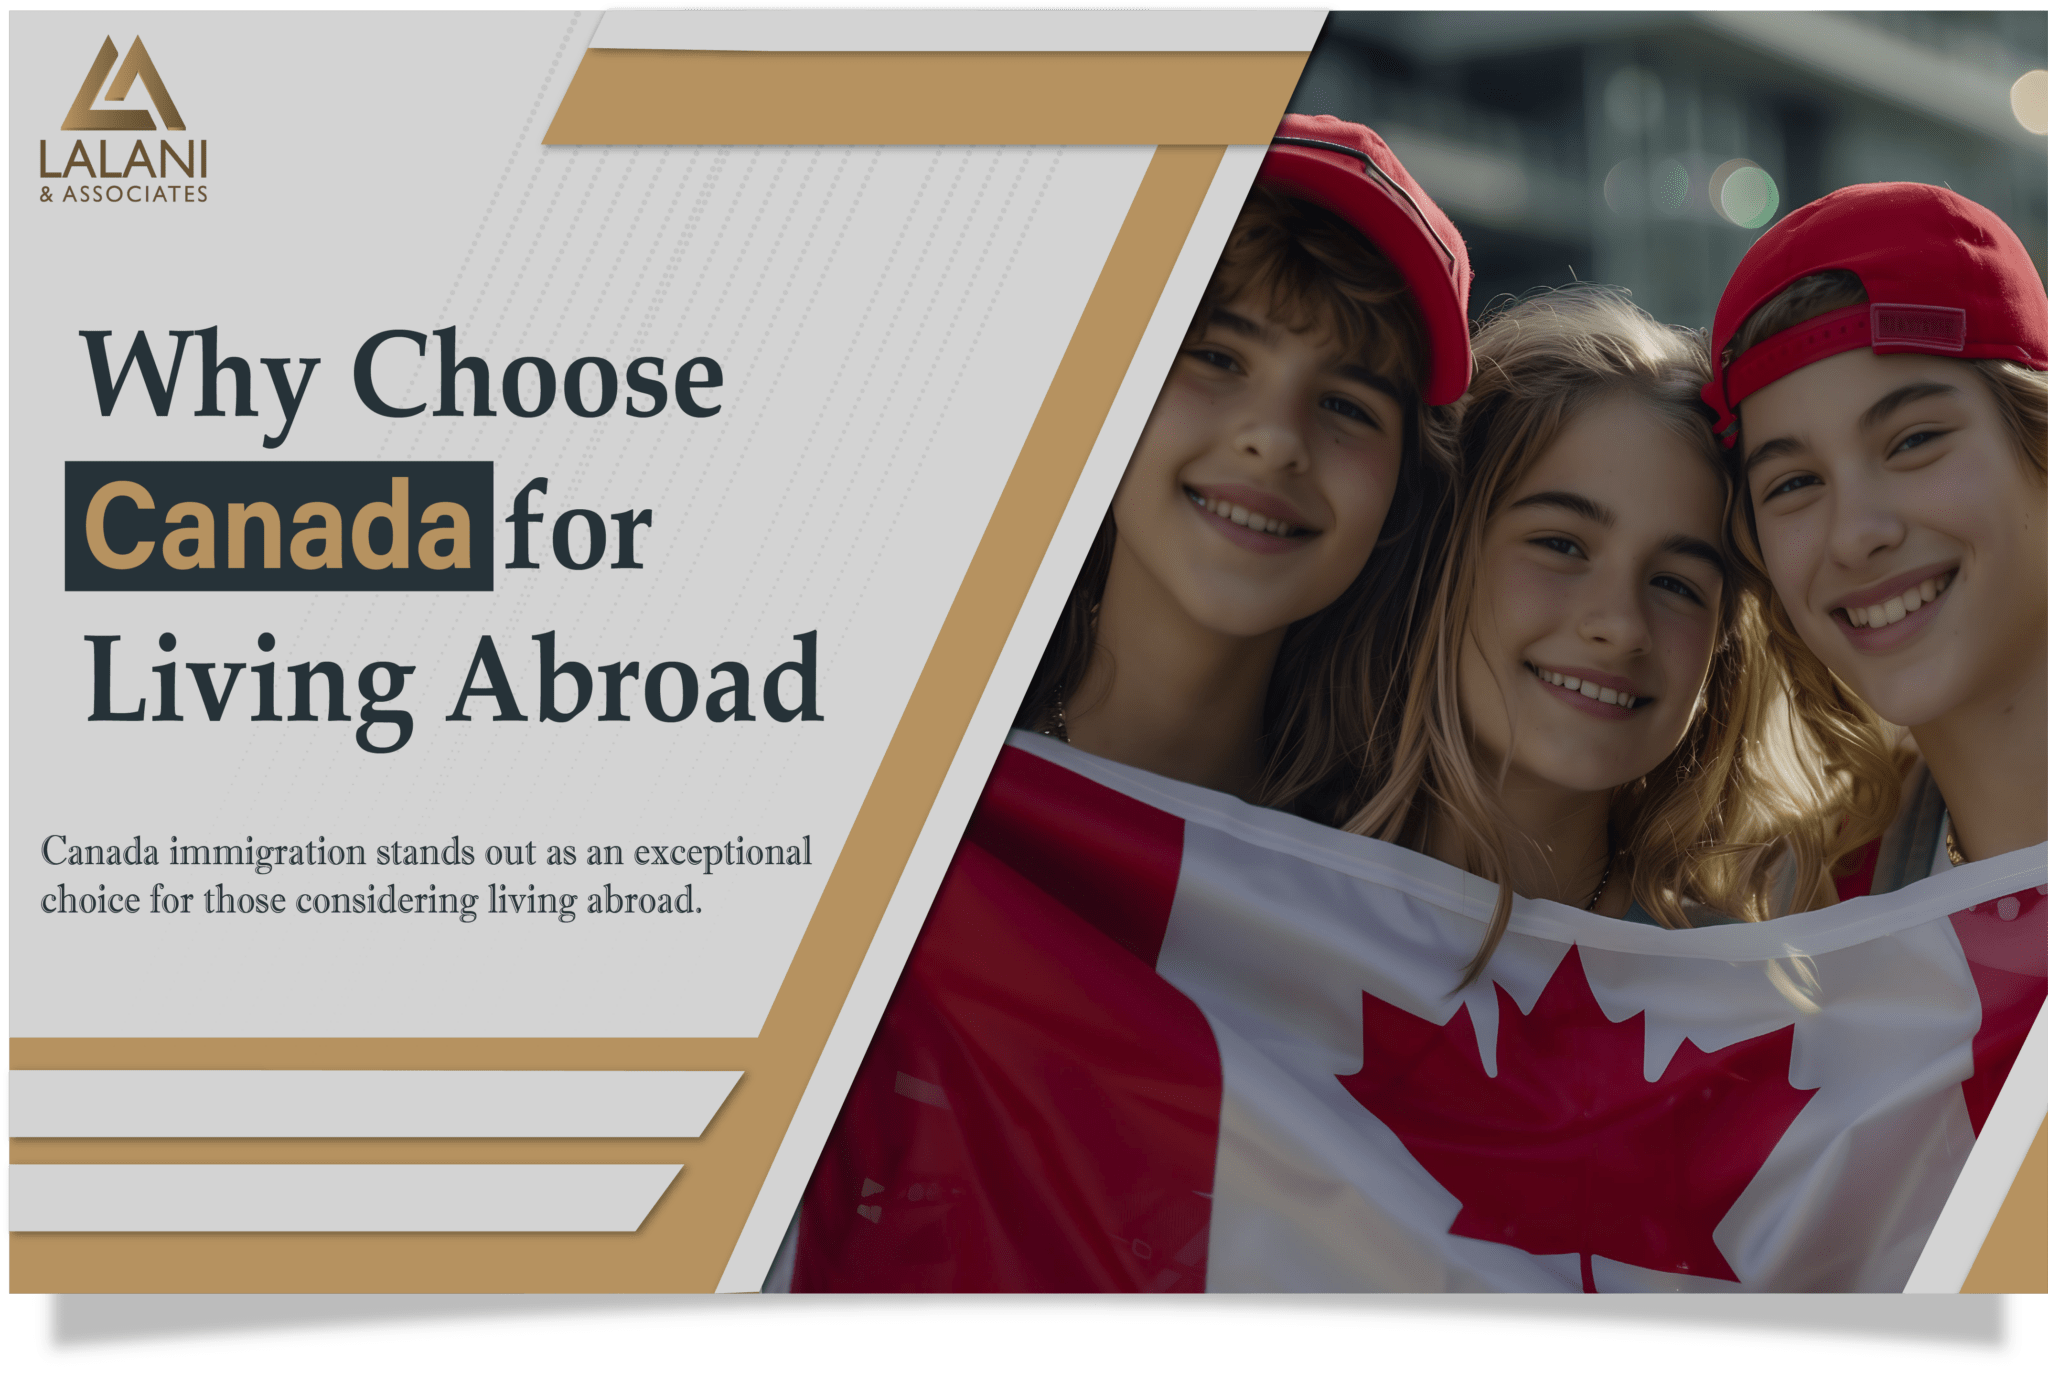 LALANI
& ASSOCIATES
Why Choose
Canada for
Living Abroad
Canada immigration stands out as an exceptional
choice for those considering living abroad.